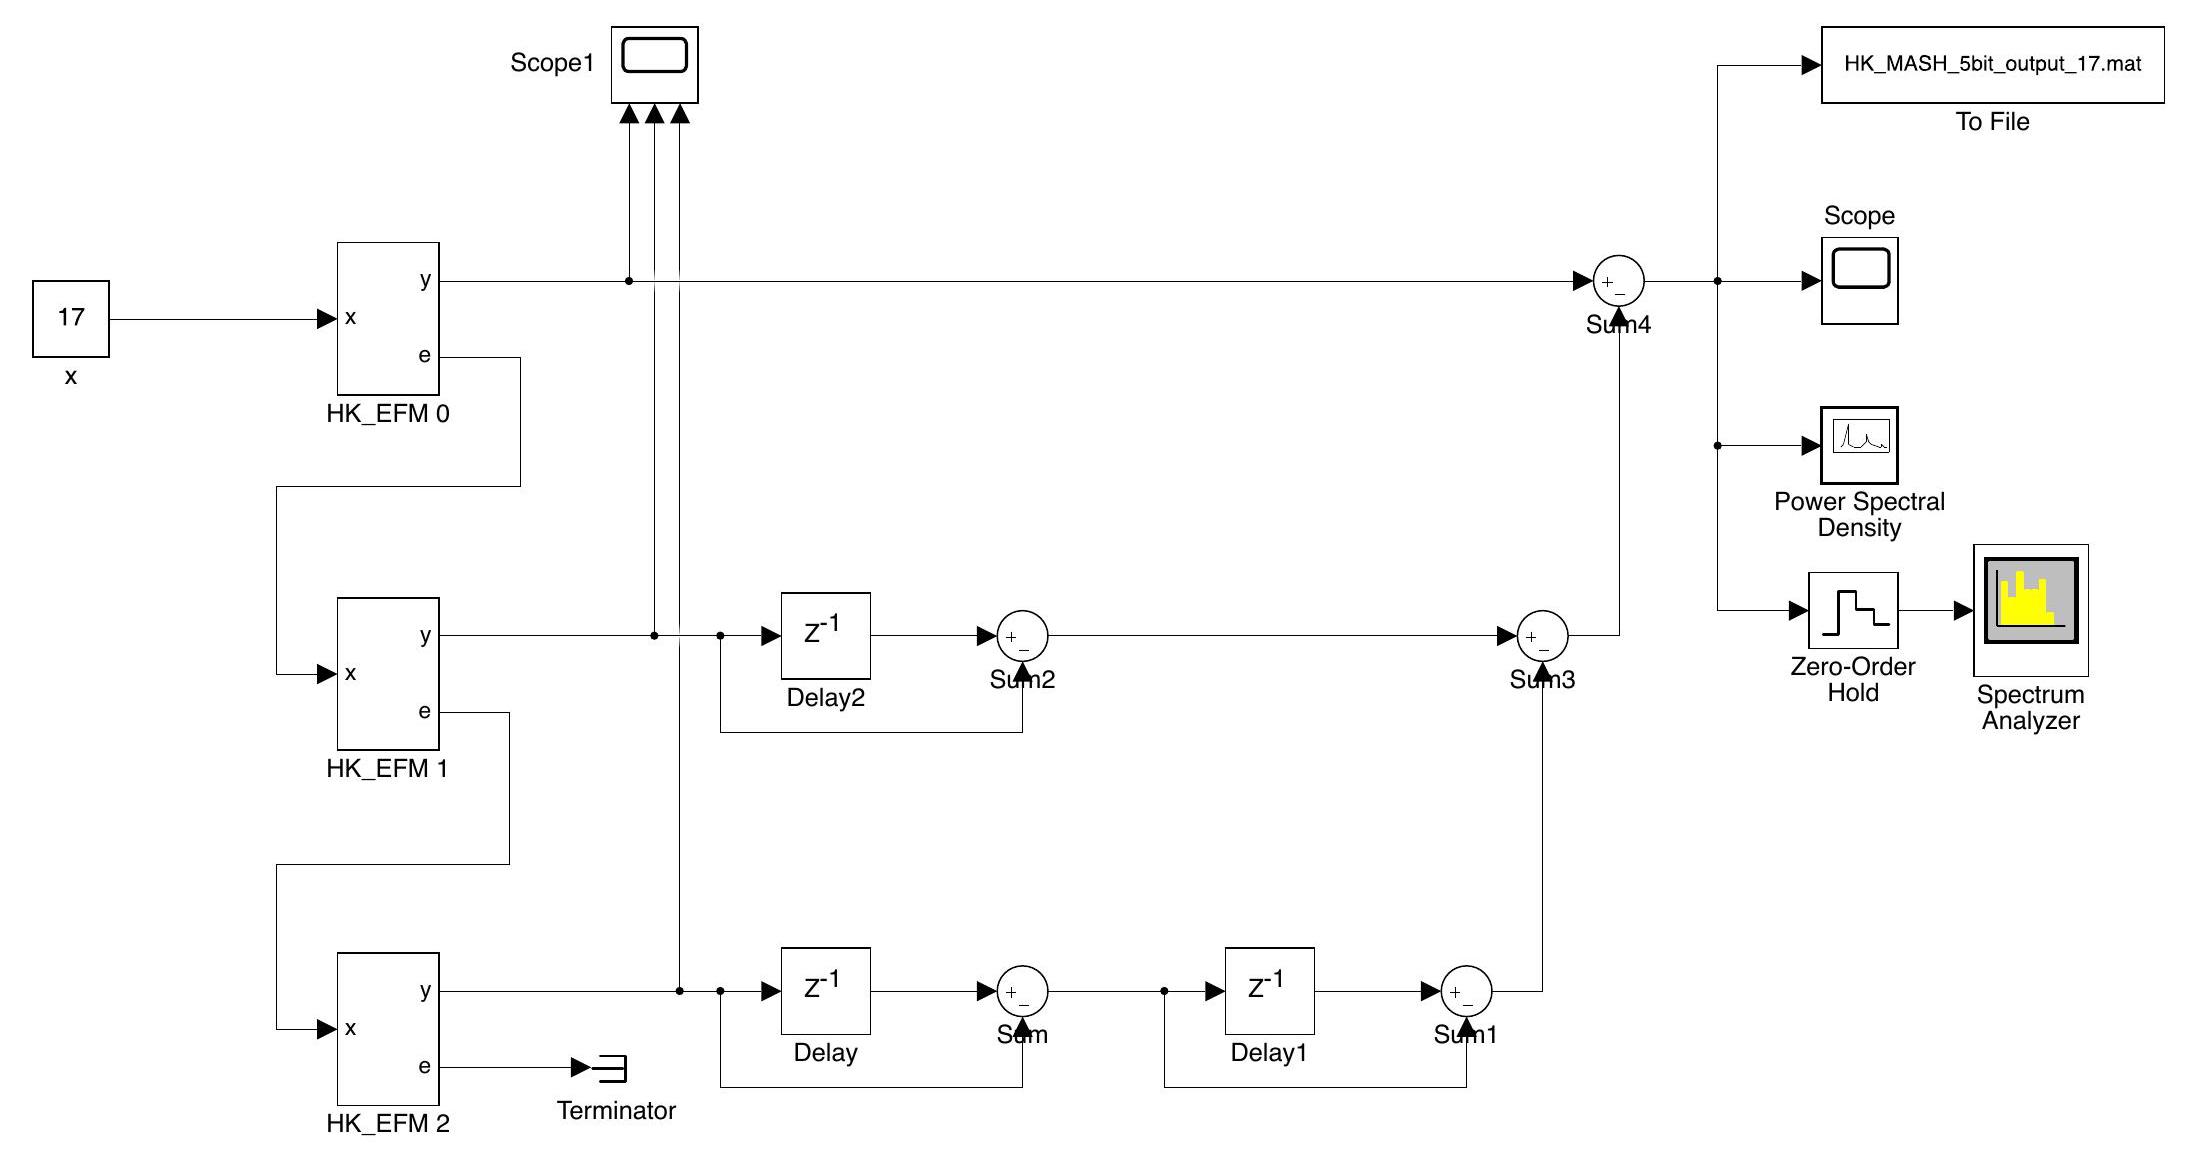 Scope1
HK_MASH_5bit_output_17.mat
To File
Scope
17
x
x
y
e
HK_EFM 0
+
−
Sum4
Power Spectral
Density
Zero-Order
Hold
Spectrum
Analyzer
x
y
e
HK_EFM 1
Z-1
Delay2
+
−
Sum2
+
−
Sum3
x
y
e
HK_EFM 2
Z-1
Delay
+
−
Sum
Z-1
Delay1
+
−
Sum1
Terminator